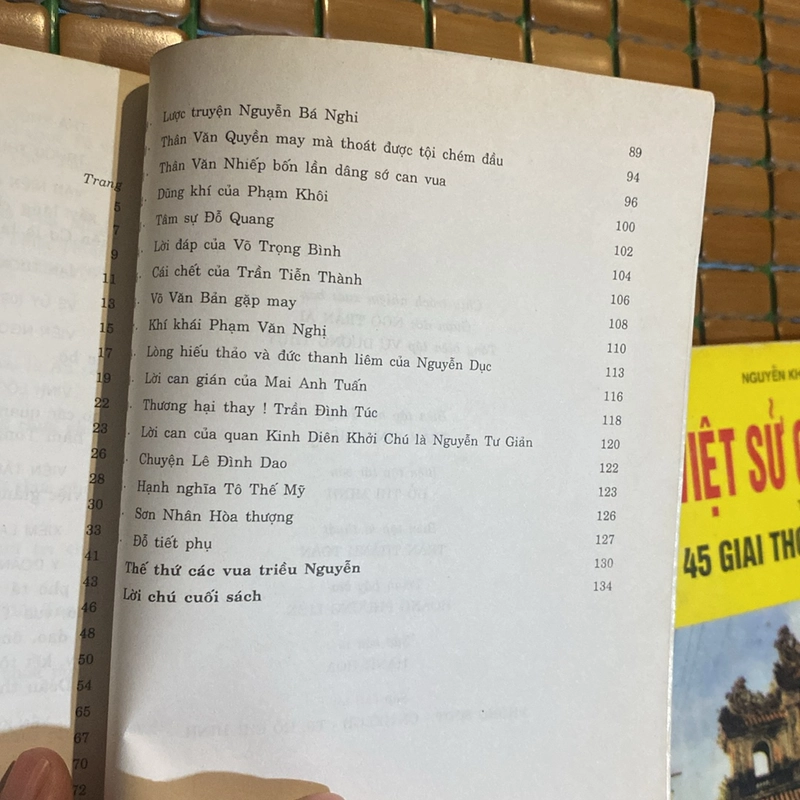 Trang
5
7
9
11
13
15
17
19
22
23
26
28
30
33
41
43
46
48
50
54
65
67
70
72
Lược truyện Nguyễn Bá Nghi 89
Thân Văn Quyền may mà thoát được tội chém đầu 94
Thân Văn Nhiếp bốn lần dâng sớ can vua 96
Dũng khí của Phạm Khôi 100
Tâm sự Đỗ Quang 102
Lời đáp của Võ Trọng Bình 104
Cái chết của Trần Tiễn Thành 106
Võ Văn Bản gặp may 108
Khí khái Phạm Văn Nghị 110
Lòng hiếu thảo và đức thanh liêm của Nguyễn Dục 113
Lời can gián của Mai Anh Tuấn 116
Thương hại thay ! Trần Đình Túc 118
Lời can của quan Kinh Diên Khởi Chú là Nguyễn Tư Giản 120
Chuyện Lê Đình Dao 122
Hạnh nghĩa Tô Thế Mỹ 123
Sơn Nhân Hòa thượng 126
Đỗ tiết phụ 127
Thế thứ các vua triều Nguyễn 130
Lời chú cuối sách 134
NGUYỄN KH
VIỆT SỬ G
45 GIAI THO